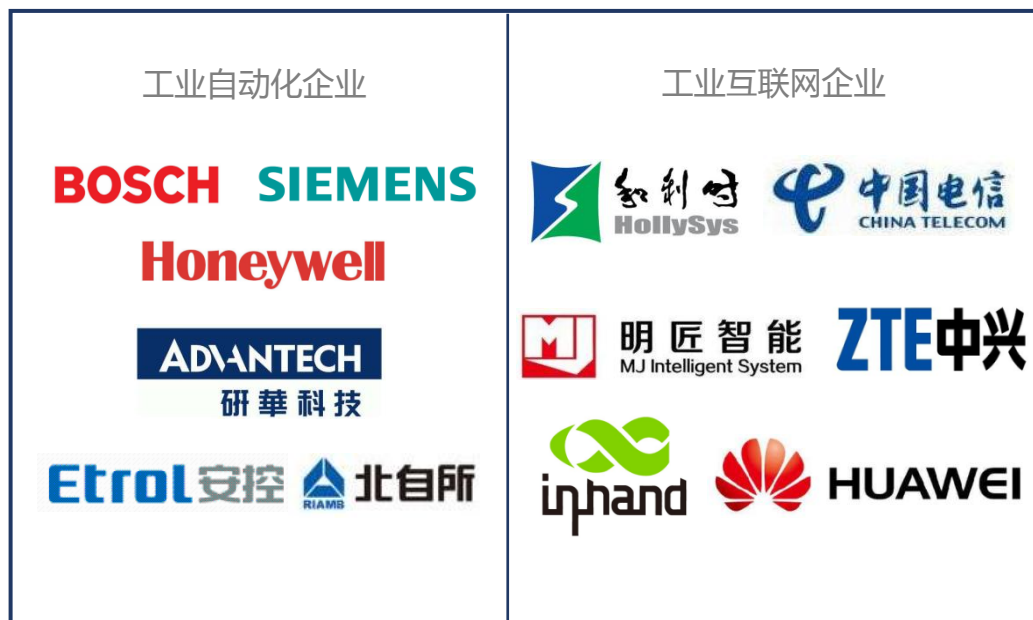 工业自动化企业
BOSCH SIEMENS
Honeywell
ADVANTECH
研華科技
Etrol安控
RIAMB
北自所
工业互联网企业
和利时
HollySys
中国电信
CHINA TELECOM
MJ
明匠智能
MJ Intelligent System
ZTE中兴
inhand
HUAWEI